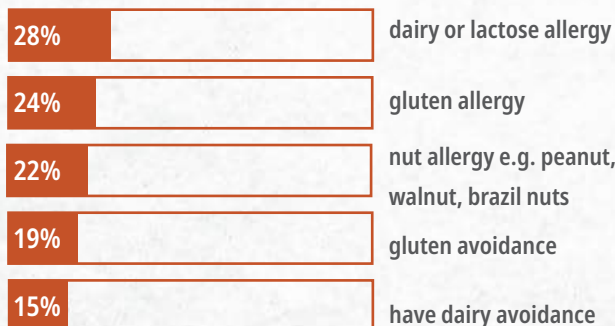 28%
dairy or lactose allergy
24%
gluten allergy
22%
nut allergy e.g. peanut,
walnut, brazil nuts
19%
gluten avoidance
15%
have dairy avoidance